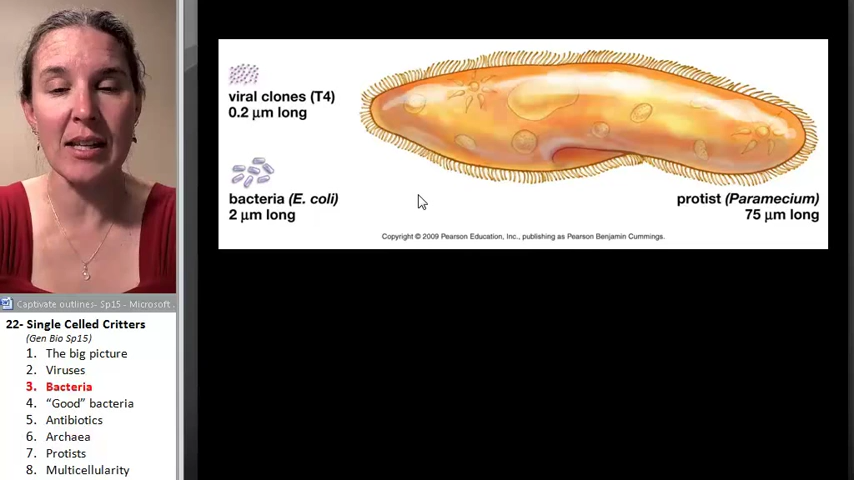 viral clones (T4)
0.2 μm long
bacteria (E. coli)
2 μm long
protist (Paramecium)
75 μm long
Copyright © 2009 Pearson Education, Inc., publishing as Pearson Benjamin Cummings.
Captivate outlines- Sp15 - Microsoft .
22- Single Celled Critters
(Gen Bio Sp15)
1. The big picture
2. Viruses
3. Bacteria
4. “Good” bacteria
5. Antibiotics
6. Archaea
7. Protists
8. Multicellularity